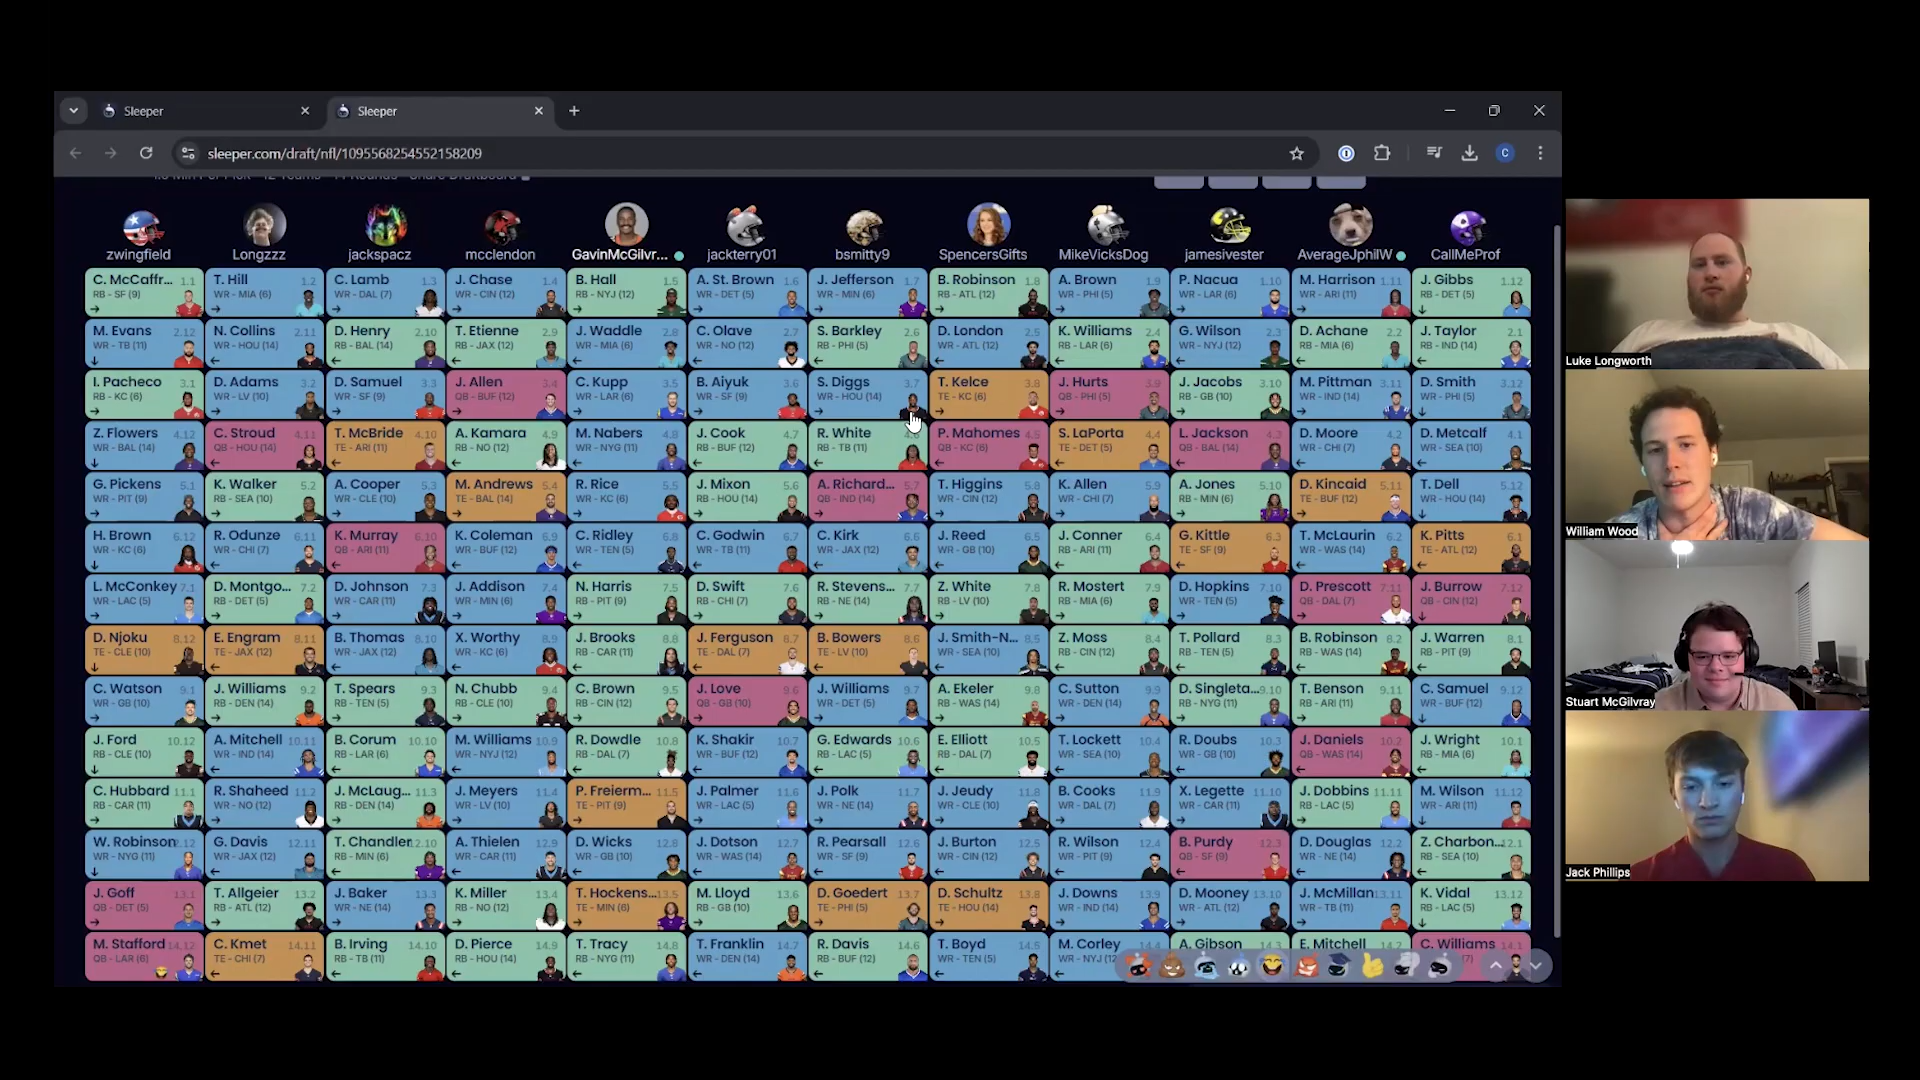 Sleeper
Sleeper
sleeper.com/draft/nfl/1095568254552158209
C
zwingfield Longzzz jackspacz mcclendon GavinMcGilvr... jackterry01 bsmitty9 SpencersGifts MikeVicksDog jamesivester AverageJphilW CallMeProf
C. McCaffr... 1.1 T. Hill 1.2 C. Lamb 1.3 J. Chase 1.4 B. Hall 1.5 A. St. Brown 1.6 J. Jefferson 1.7 B. Robinson 1.8 A. Brown 1.9 P. Nacua 1.10 M. Harrison 1.11 J. Gibbs 1.12
RB - SF (9) WR - MIA (6) WR - DAL (7) WR - CIN (12) RB - NYJ (12) WR - DET (5) WR - MIN (6) RB - ATL (12) WR - PHI (5) WR - LAR (6) WR - ARI (11) RB - DET (5)
M. Evans 2.12 N. Collins 2.11 D. Henry 2.10 T. Etienne 2.9 J. Waddle 2.8 C. Olave 2.7 S. Barkley 2.6 D. London 2.5 K. Williams 2.4 G. Wilson 2.3 D. Achane 2.2 J. Taylor 2.1
WR - TB (11) WR - HOU (14) RB - BAL (14) RB - JAX (12) WR - MIA (6) WR - NO (12) RB - PHI (5) WR - ATL (12) RB - LAR (6) WR - NYJ (12) RB - MIA (6) RB - IND (14)
I. Pacheco 3.1 D. Adams 3.2 D. Samuel 3.3 J. Allen 3.4 C. Kupp 3.5 B. Aiyuk 3.6 S. Diggs 3.7 T. Kelce 3.8 J. Hurts 3.9 J. Jacobs 3.10 M. Pittman 3.11 D. Smith 3.12
RB - KC (6) WR - LV (10) WR - SF (9) QB - BUF (12) WR - LAR (6) WR - SF (9) WR - HOU (14) TE - KC (6) QB - PHI (5) RB - GB (10) WR - IND (14) WR - PHI (5)
Z. Flowers 4.12 C. Stroud 4.11 T. McBride 4.10 A. Kamara 4.9 M. Nabers 4.8 J. Cook 4.7 R. White 4.6 P. Mahomes 4.5 S. LaPorta 4.4 L. Jackson 4.3 D. Moore 4.2 D. Metcalf 4.1
WR - BAL (14) QB - HOU (14) TE - ARI (11) RB - NO (12) WR - NYG (11) RB - BUF (12) RB - TB (11) QB - KC (6) TE - DET (5) QB - BAL (14) WR - CHI (7) WR - SEA (10)
G. Pickens 5.1 K. Walker 5.2 A. Cooper 5.3 M. Andrews 5.4 R. Rice 5.5 J. Mixon 5.6 A. Richard... 5.7 T. Higgins 5.8 K. Allen 5.9 A. Jones 5.10 D. Kincaid 5.11 T. Dell 5.12
WR - PIT (9) RB - SEA (10) WR - CLE (10) TE - BAL (14) WR - KC (6) RB - HOU (14) QB - IND (14) WR - CIN (12) WR - CHI (7) RB - MIN (6) TE - BUF (12) WR - HOU (14)
H. Brown 6.12 R. Odunze 6.11 K. Murray 6.10 K. Coleman 6.9 C. Ridley 6.8 C. Godwin 6.7 C. Kirk 6.6 J. Reed 6.5 J. Conner 6.4 G. Kittle 6.3 T. McLaurin 6.2 K. Pitts 6.1
WR - KC (6) WR - CHI (7) QB - ARI (11) WR - BUF (12) WR - TEN (5) WR - TB (11) WR - JAX (12) WR - GB (10) RB - ARI (11) TE - SF (9) WR - WAS (14) TE - ATL (12)
L. McConkey 7.1 D. Montgo... 7.2 D. Johnson 7.3 J. Addison 7.4 N. Harris 7.5 D. Swift 7.6 R. Stevens... 7.7 Z. White 7.8 R. Mostert 7.9 D. Hopkins 7.10 D. Prescott 7.11 J. Burrow 7.12
WR - LAC (5) RB - DET (5) WR - CAR (11) WR - MIN (6) RB - PIT (9) RB - CHI (7) RB - NE (14) RB - LV (10) RB - MIA (6) WR - TEN (5) QB - DAL (7) QB - CIN (12)
D. Njoku 8.12 E. Engram 8.11 B. Thomas 8.10 X. Worthy 8.9 J. Brooks 8.8 J. Ferguson 8.7 B. Bowers 8.6 J. Smith-N... 8.5 Z. Moss 8.4 T. Pollard 8.3 B. Robinson 8.2 J. Warren 8.1
TE - CLE (10) TE - JAX (12) WR - JAX (12) WR - KC (6) RB - CAR (11) TE - DAL (7) TE - LV (10) WR - SEA (10) RB - CIN (12) RB - TEN (5) RB - WAS (14) RB - PIT (9)
C. Watson 9.1 J. Williams 9.2 T. Spears 9.3 N. Chubb 9.4 C. Brown 9.5 J. Love 9.6 J. Williams 9.7 A. Ekeler 9.8 C. Sutton 9.9 D. Singleta... 9.10 T. Benson 9.11 C. Samuel 9.12
WR - GB (10) RB - DEN (14) RB - TEN (5) RB - CLE (10) RB - CIN (12) QB - GB (10) WR - DET (5) RB - WAS (14) WR - DEN (14) RB - NYG (11) RB - ARI (11) WR - BUF (12)
J. Ford 10.12 A. Mitchell 10.11 B. Corum 10.10 M. Williams 10.9 R. Dowdle 10.8 K. Shakir 10.7 G. Edwards 10.6 E. Elliott 10.5 T. Lockett 10.4 R. Doubs 10.3 J. Daniels 10.2 J. Wright 10.1
RB - CLE (10) WR - IND (14) RB - LAR (6) WR - NYJ (12) RB - DAL (7) WR - BUF (12) RB - LAC (5) RB - DAL (7) WR - SEA (10) WR - GB (10) QB - WAS (14) RB - MIA (6)
C. Hubbard 11.1 R. Shaheed 11.2 J. McLaug... 11.3 J. Meyers 11.4 P. Freierm... 11.5 J. Palmer 11.6 J. Polk 11.7 J. Jeudy 11.8 B. Cooks 11.9 X. Legette 11.10 J. Dobbins 11.11 M. Wilson 11.12
RB - CAR (11) WR - NO (12) RB - DEN (14) WR - LV (10) TE - PIT (9) WR - LAC (5) WR - NE (14) WR - CLE (10) WR - DAL (7) WR - CAR (11) RB - LAC (5) WR - ARI (11)
W. Robinson 12.12 G. Davis 12.11 T. Chandler 12.10 A. Thielen 12.9 D. Wicks 12.8 J. Dotson 12.7 R. Pearsall 12.6 J. Burton 12.5 R. Wilson 12.4 B. Purdy 12.3 D. Douglas 12.2 Z. Charbon... 12.1
WR - NYG (11) WR - JAX (12) RB - MIN (6) WR - CAR (11) WR - GB (10) WR - WAS (14) WR - SF (9) WR - CIN (12) WR - PIT (9) QB - SF (9) WR - NE (14) RB - SEA (10)
J. Goff 13.1 T. Allgeier 13.2 J. Baker 13.3 K. Miller 13.4 T. Hockens... 13.5 M. Lloyd 13.6 D. Goedert 13.7 D. Schultz 13.8 J. Downs 13.9 D. Mooney 13.10 J. McMillan 13.11 K. Vidal 13.12
QB - DET (5) RB - ATL (12) WR - NE (14) RB - NO (12) TE - MIN (6) RB - GB (10) TE - PHI (5) TE - HOU (14) WR - IND (14) WR - ATL (12) WR - TB (11) RB - LAC (5)
M. Stafford 14.12 C. Kmet 14.11 B. Irving 14.10 D. Pierce 14.9 T. Tracy 14.8 T. Franklin 14.7 R. Davis 14.6 T. Boyd 14.5 M. Corley 14.4 A. Gibson 14.3 E. Mitchell 14.2 C. Williams 14.1
QB - LAR (6) TE - CHI (7) RB - TB (11) RB - HOU (14) RB - NYG (11) WR - DEN (14) RB - BUF (12) WR - TEN (5) WR - NYJ (12
Luke Longworth
William Wood
Stuart McGilvray
Jack Phillips